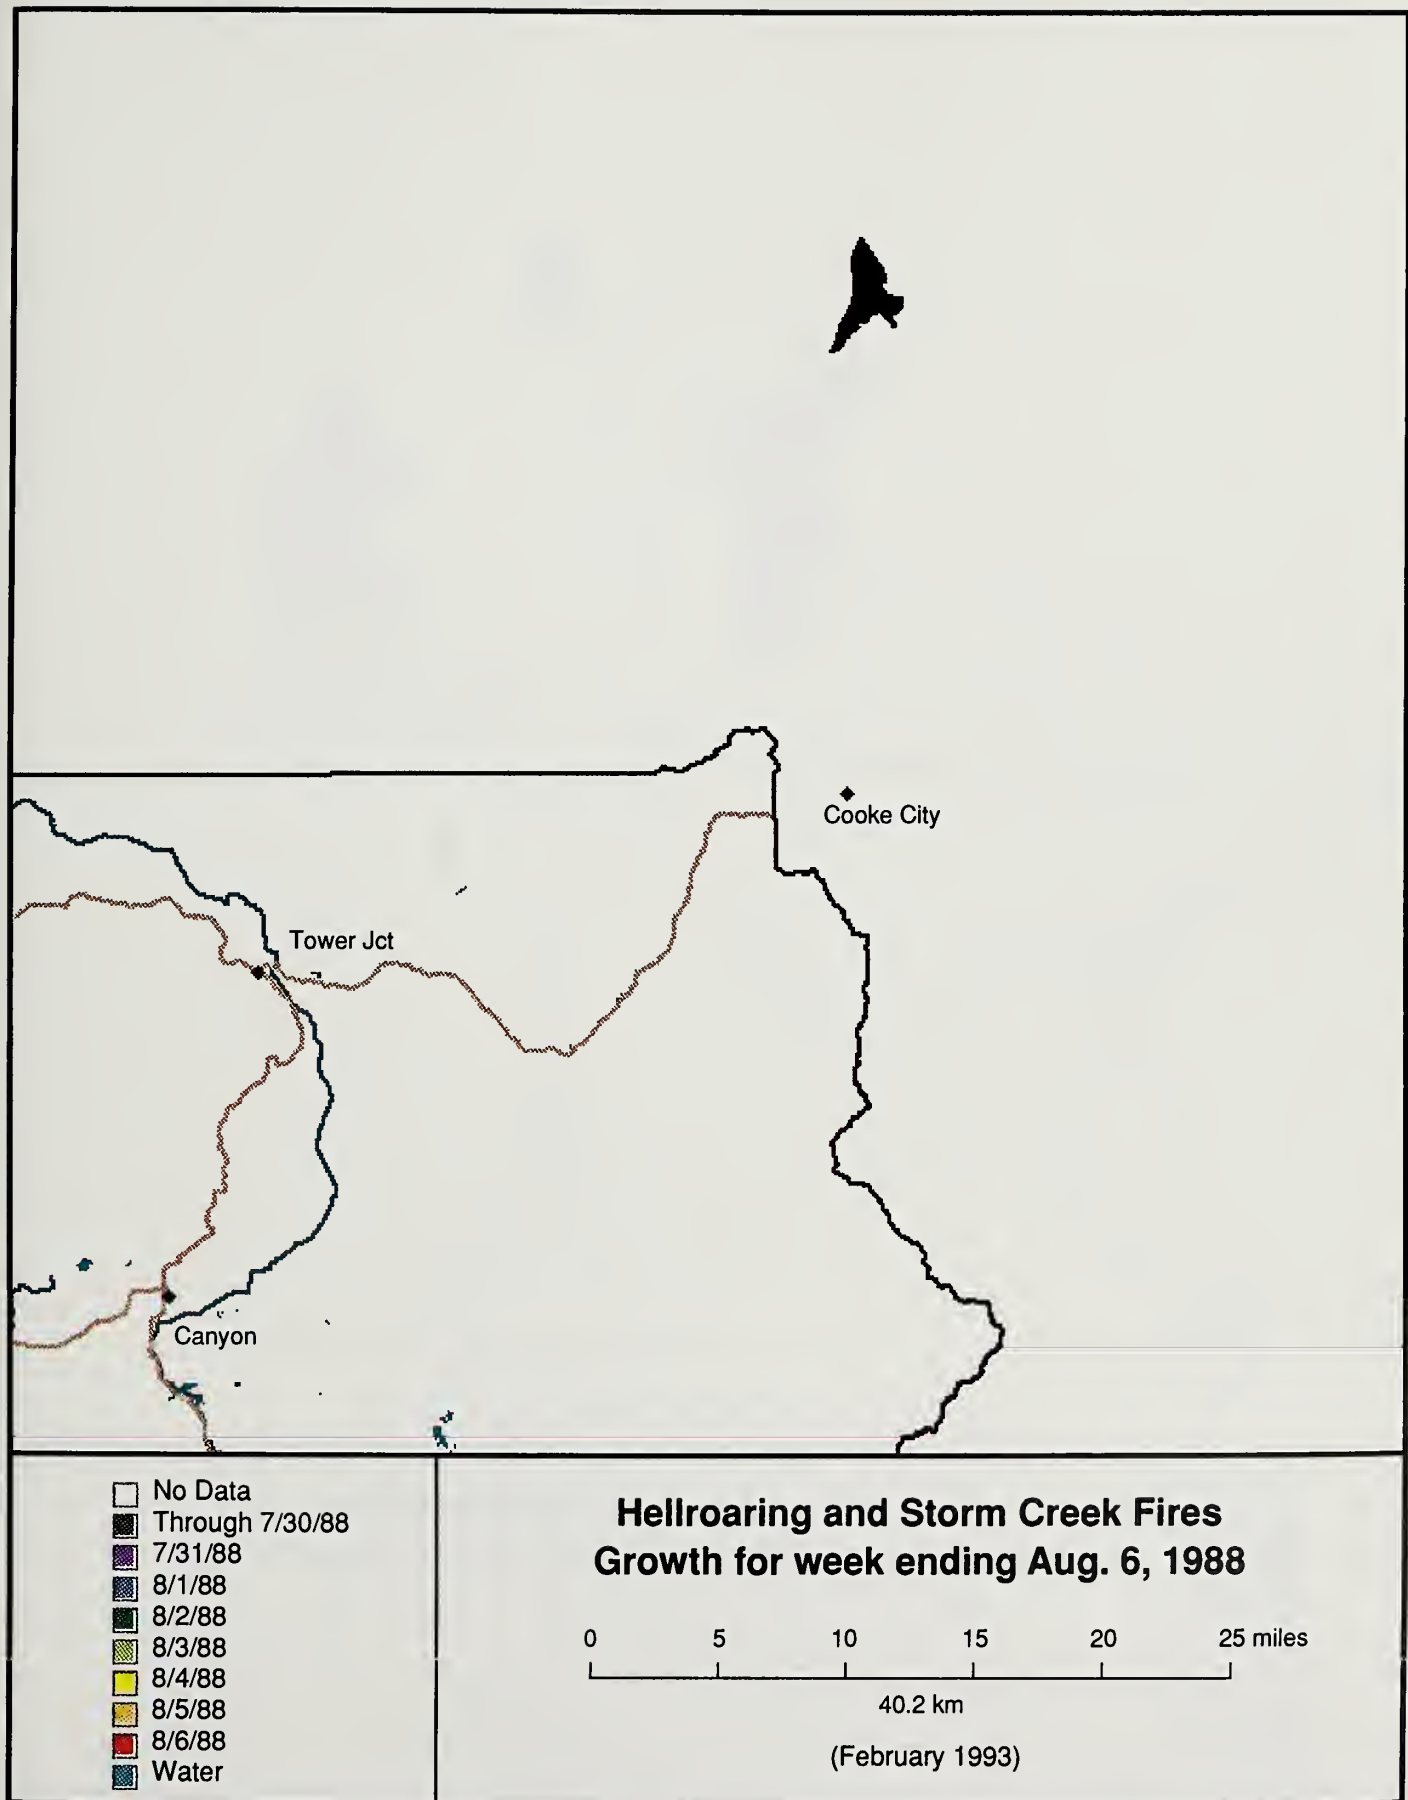 Cooke City
Tower Jct
Canyon
No Data
Through 7/30/88
7/31/88
8/1/88
8/2/88
8/3/88
8/4/88
8/5/88
8/6/88
Water
Hellroaring and Storm Creek Fires
Growth for week ending Aug. 6, 1988
0 5 10 15 20 25 miles
40.2 km
(February 1993)